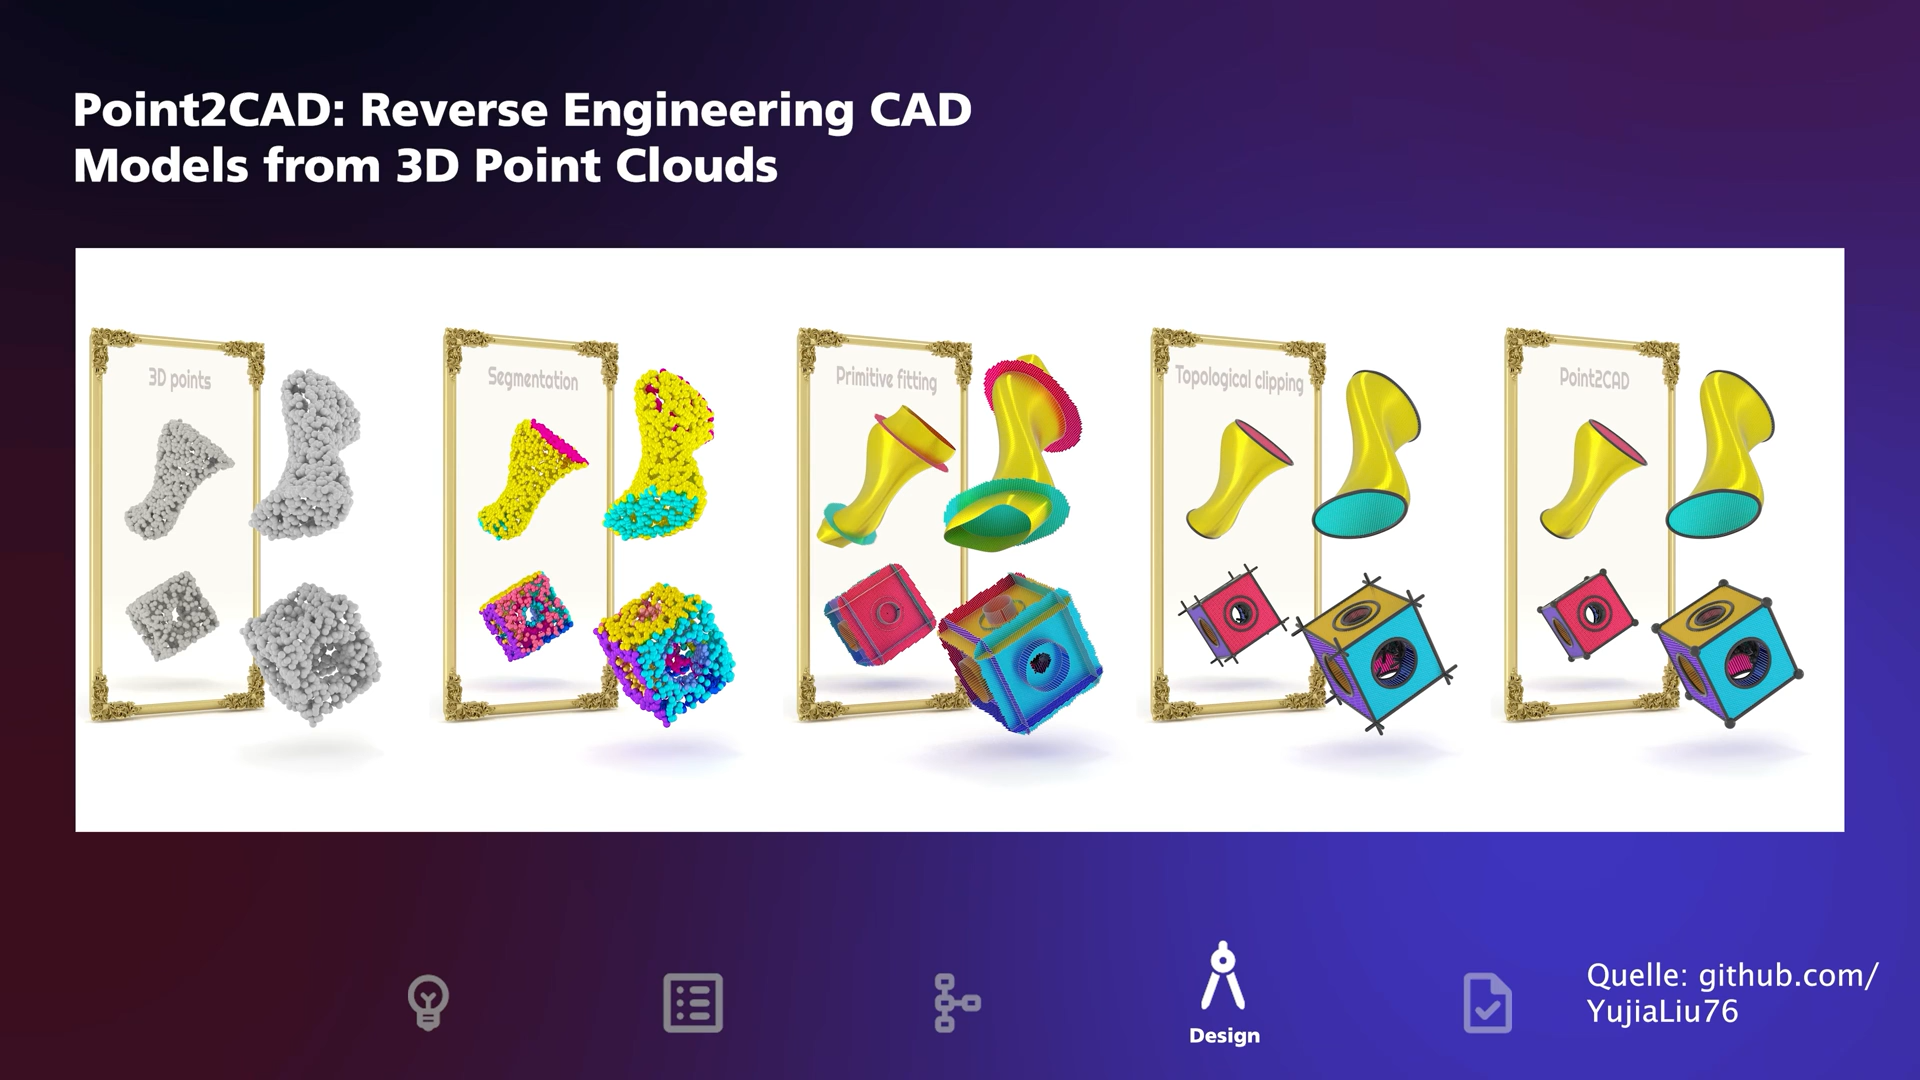 Point2CAD: Reverse Engineering CAD
Models from 3D Point Clouds
3D points
Segmentation
Primitive fitting
Topological clipping
Point2CAD
Design
Quelle: github.com/
YujiaLiu76